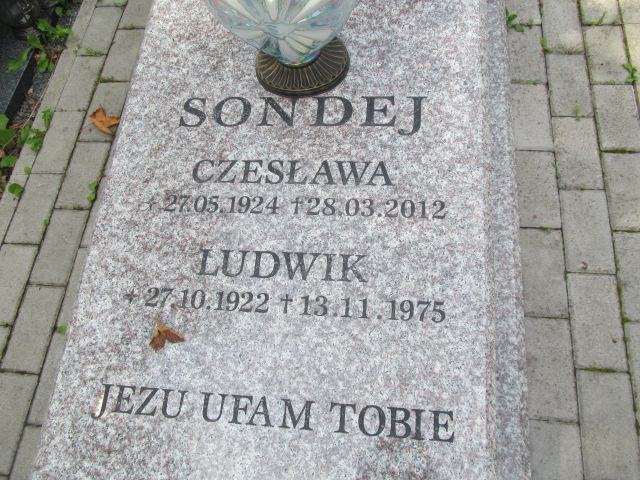 SONDEJ
CZESŁAWA
+ 27.05.1924 † 28.03.2012
LUDWIK
+ 27.10.1922 † 13.11.1975
JEZU UFAM TOBIE